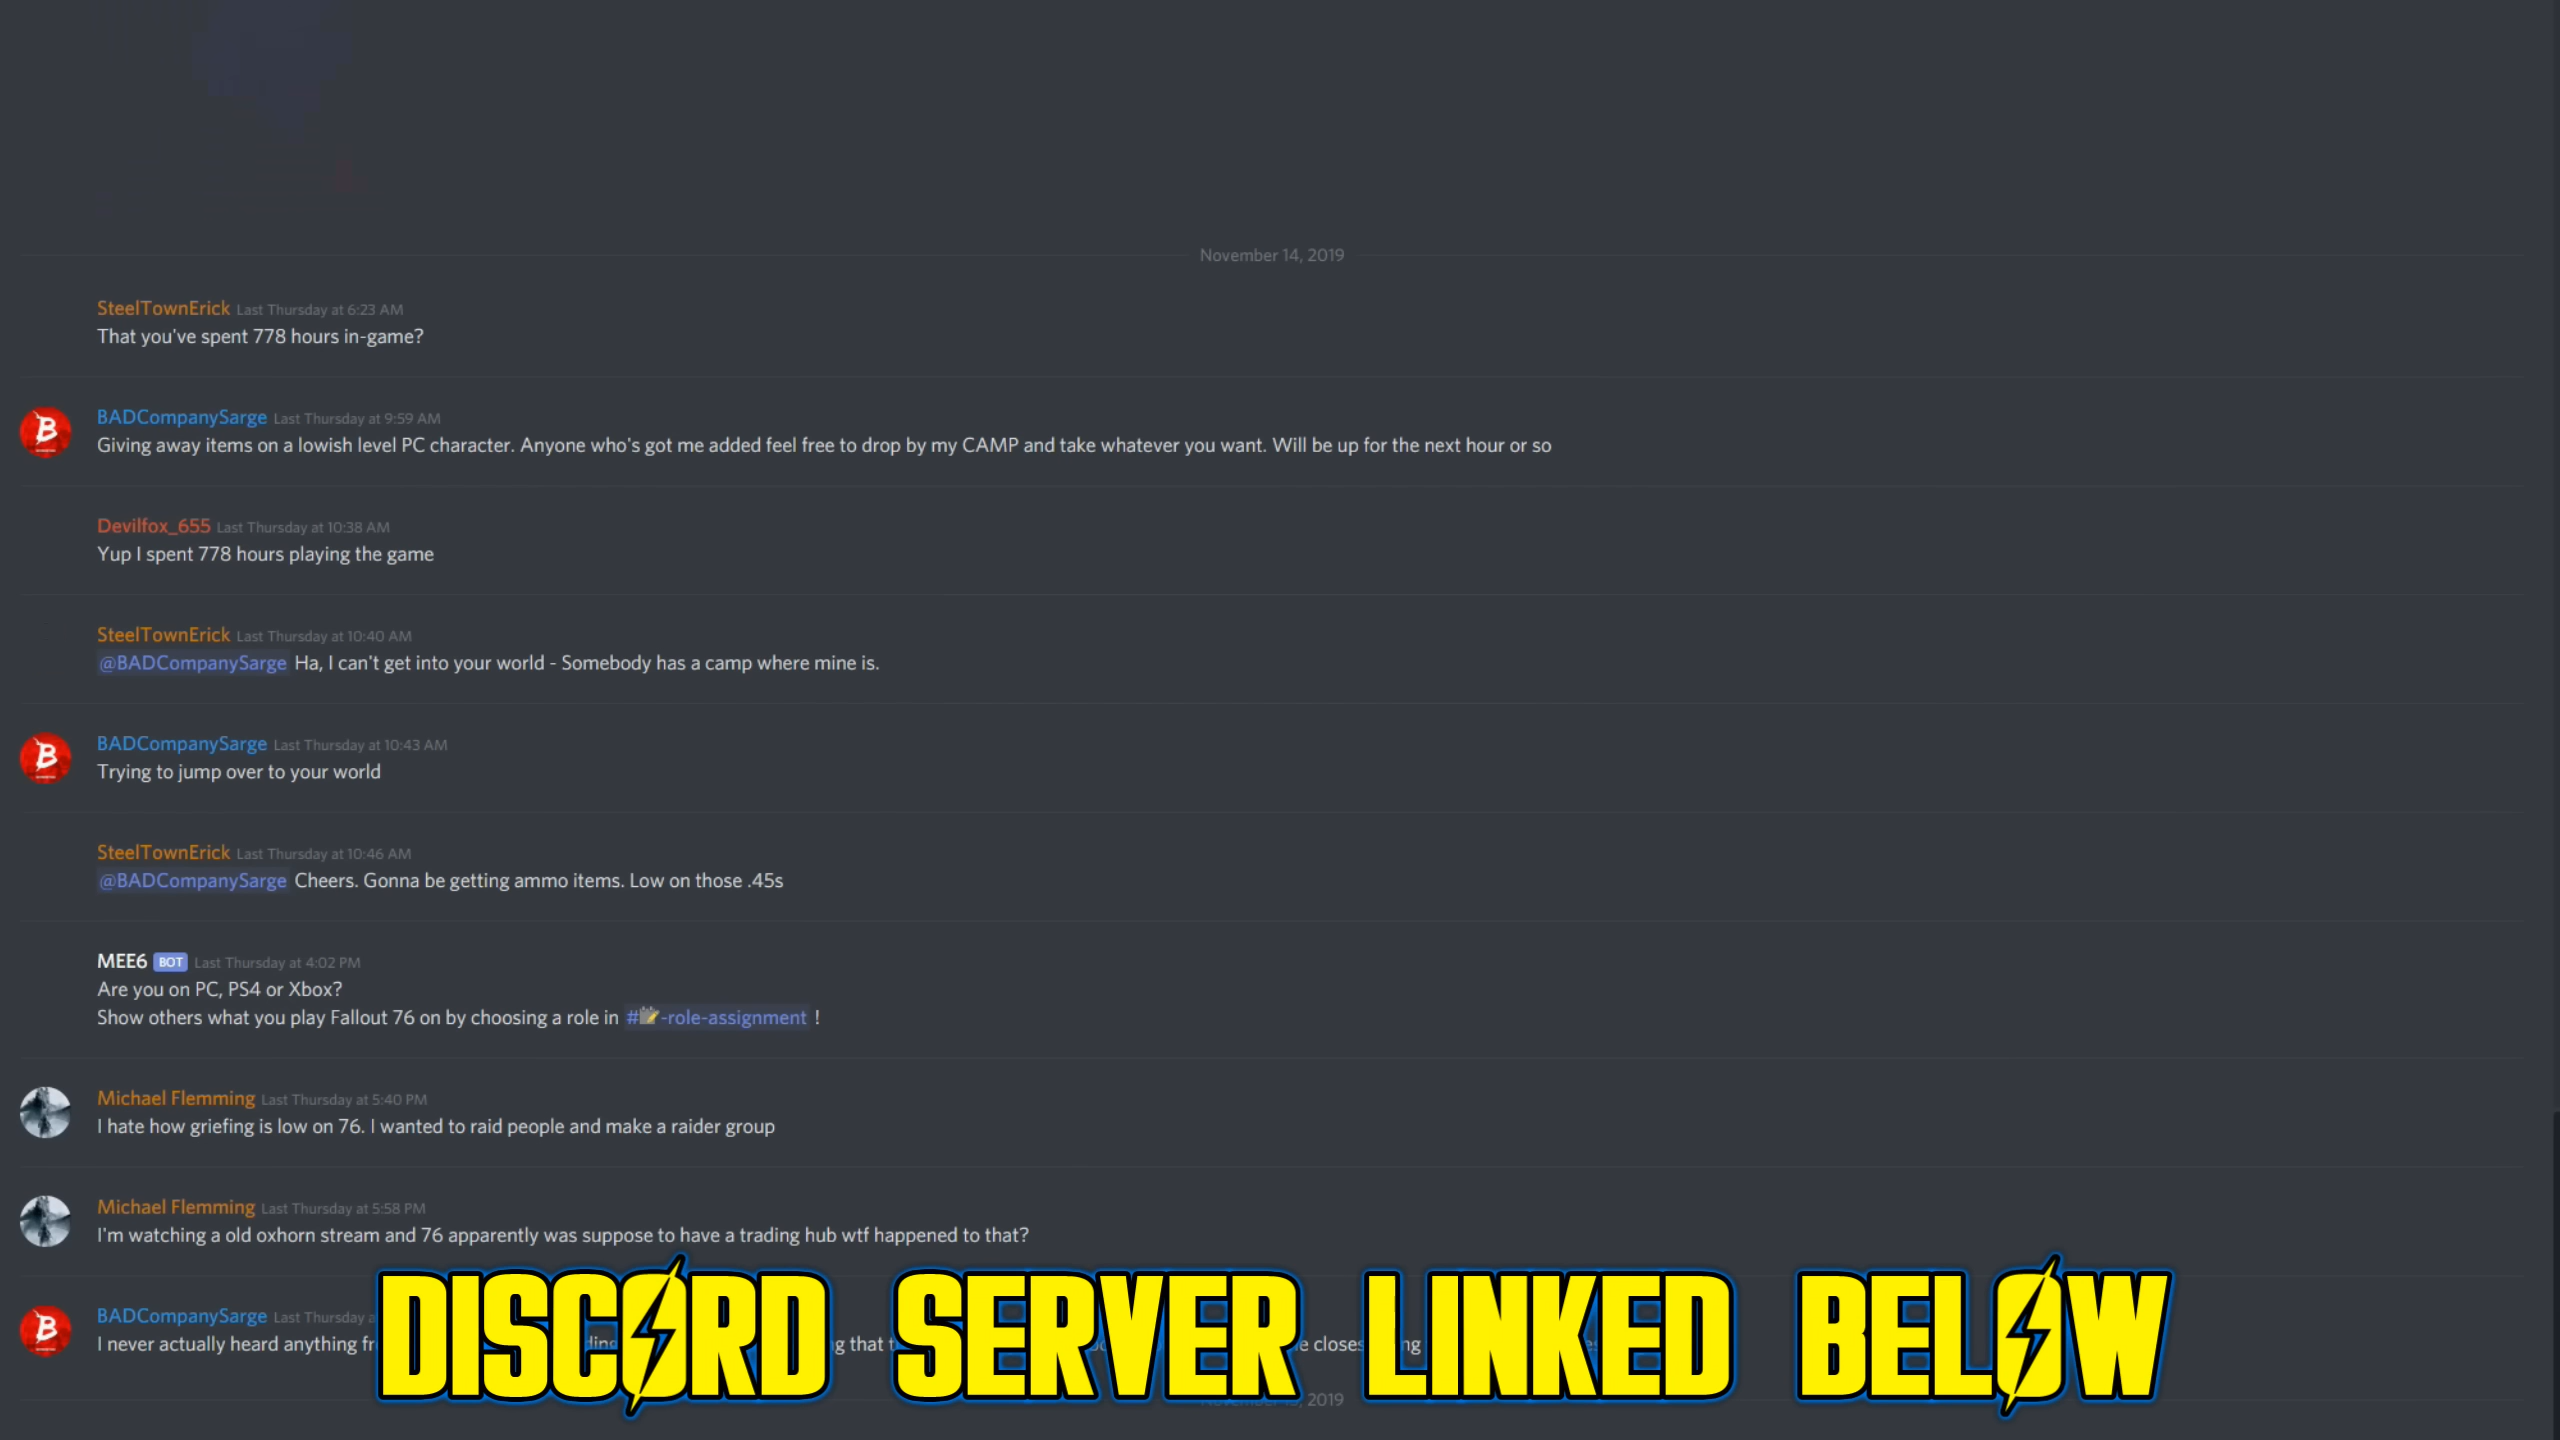 November 14, 2019
SteelTownErick Last Thursday at 6:23 AM
That you've spent 778 hours in-game?
B
BADCompanySarge Last Thursday at 9:59 AM
Giving away items on a lowish level PC character. Anyone who's got me added feel free to drop by my CAMP and take whatever you want. Will be up for the next hour or so
Devilfox_655 Last Thursday at 10:38 AM
Yup I spent 778 hours playing the game
SteelTownErick Last Thursday at 10:40 AM
@BADCompanySarge Ha, I can't get into your world - Somebody has a camp where mine is.
B
BADCompanySarge Last Thursday at 10:43 AM
Trying to jump over to your world
SteelTownErick Last Thursday at 10:46 AM
@BADCompanySarge Cheers. Gonna be getting ammo items. Low on those .45s
MEE6 BOT Last Thursday at 4:02 PM
Are you on PC, PS4 or Xbox?
Show others what you play Fallout 76 on by choosing a role in #-role-assignment !
Michael Flemming Last Thursday at 5:40 PM
I hate how griefing is low on 76. I wanted to raid people and make a raider group
Michael Flemming Last Thursday at 5:58 PM
I'm watching a old oxhorn stream and 76 apparently was suppose to have a trading hub wtf happened to that?
B
BADCompanySarge Last Thursday
I never actually heard anything that
DISCORD SERVER LINKED BELOW
2019